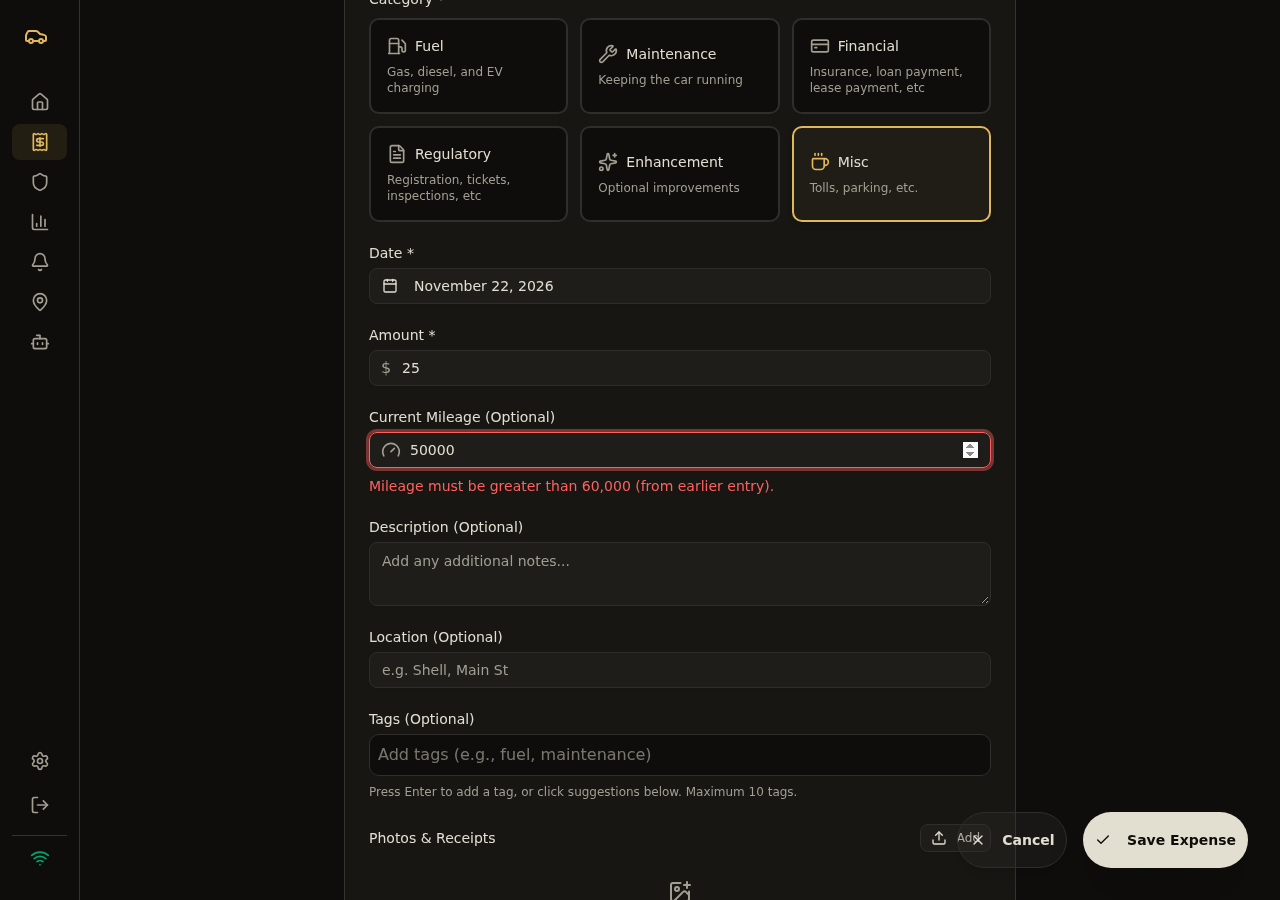 Category *
Fuel
Gas, diesel, and EV
charging
Maintenance
Keeping the car running
Financial
Insurance, loan payment,
lease payment, etc
Regulatory
Registration, tickets,
inspections, etc
Enhancement
Optional improvements
Misc
Tolls, parking, etc.
Date *
November 22, 2026
Amount *
$ 25
Current Mileage (Optional)
50000
Mileage must be greater than 60,000 (from earlier entry).
Description (Optional)
Add any additional notes...
Location (Optional)
e.g. Shell, Main St
Tags (Optional)
Add tags (e.g., fuel, maintenance)
Press Enter to add a tag, or click suggestions below. Maximum 10 tags.
Photos & Receipts
Add
Cancel
Save Expense